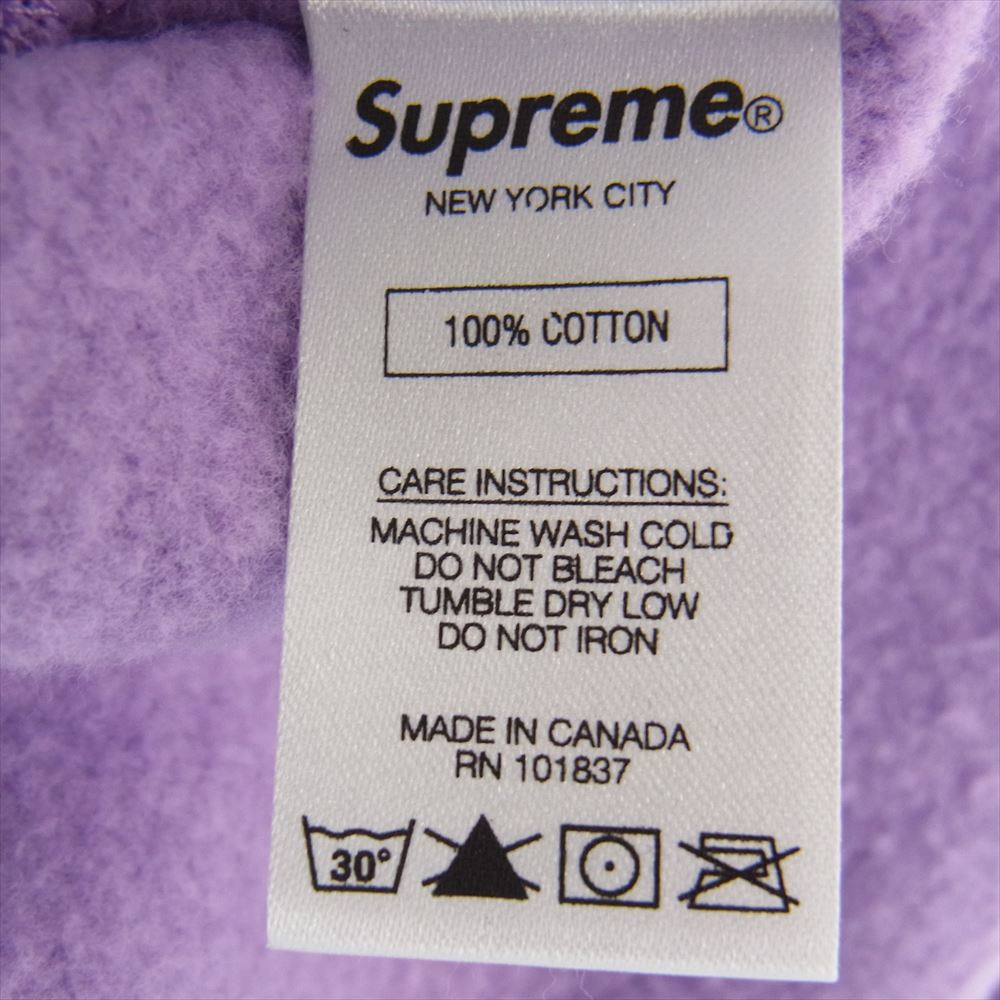 Supreme®
NEW YORK CITY
100% COTTON
CARE INSTRUCTIONS:
MACHINE WASH COLD
DO NOT BLEACH
TUMBLE DRY LOW
DO NOT IRON
MADE IN CANADA
RN 101837
30°